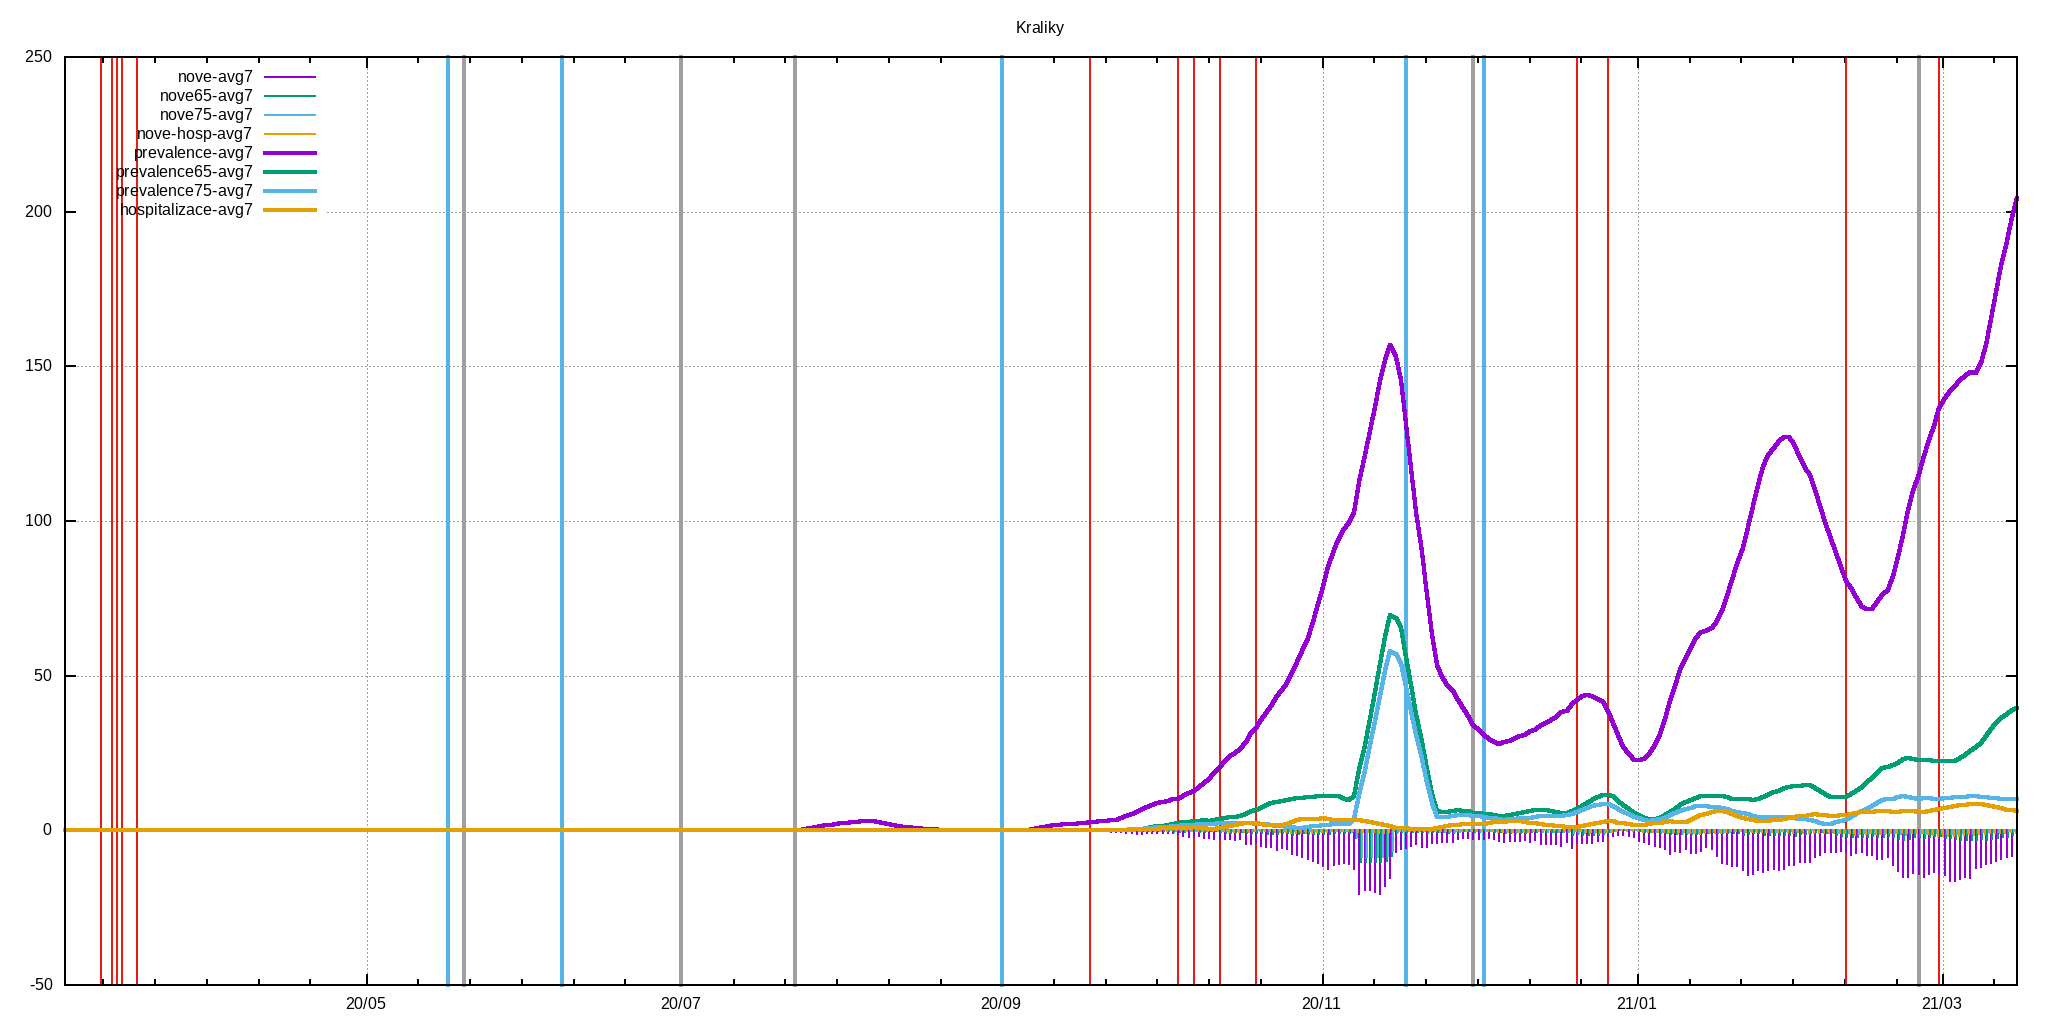 Kraliky
250
nove-avg7
nove65-avg7
nove75-avg7
nove-hosp-avg7
prevalence-avg7
prevalence65-avg7
prevalence75-avg7
hospitalizace-avg7
200
150
100
50
0
-50
20/05 20/07 20/09 20/11 21/01 21/03